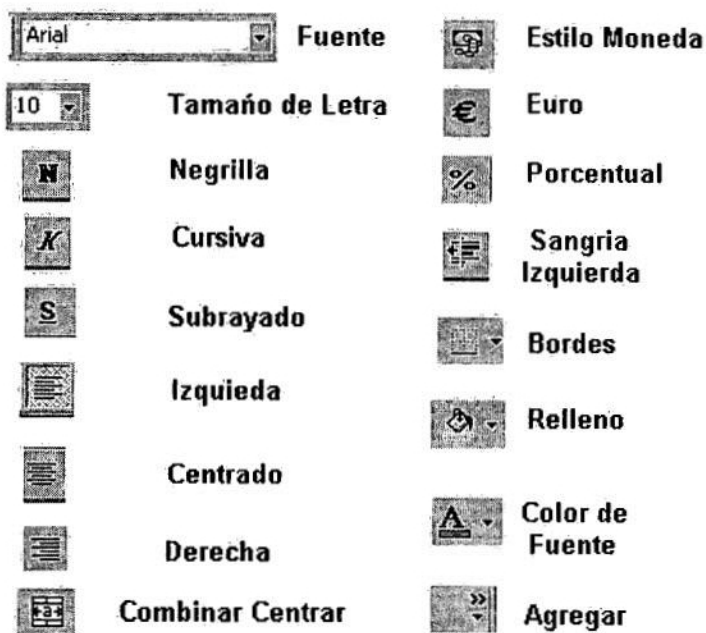 Arial
Fuente
10
Tamańo de Letra
N
Negrilla
K
Cursiva
S
Subrayado
Izquieda
Centrado
Derecha
a
Combinar Centrar
Estilo Moneda
€
Euro
%
Porcentual
Sangria
Izquierda
Bordes
Relleno
A
Color de
Fuente
»
Agregar